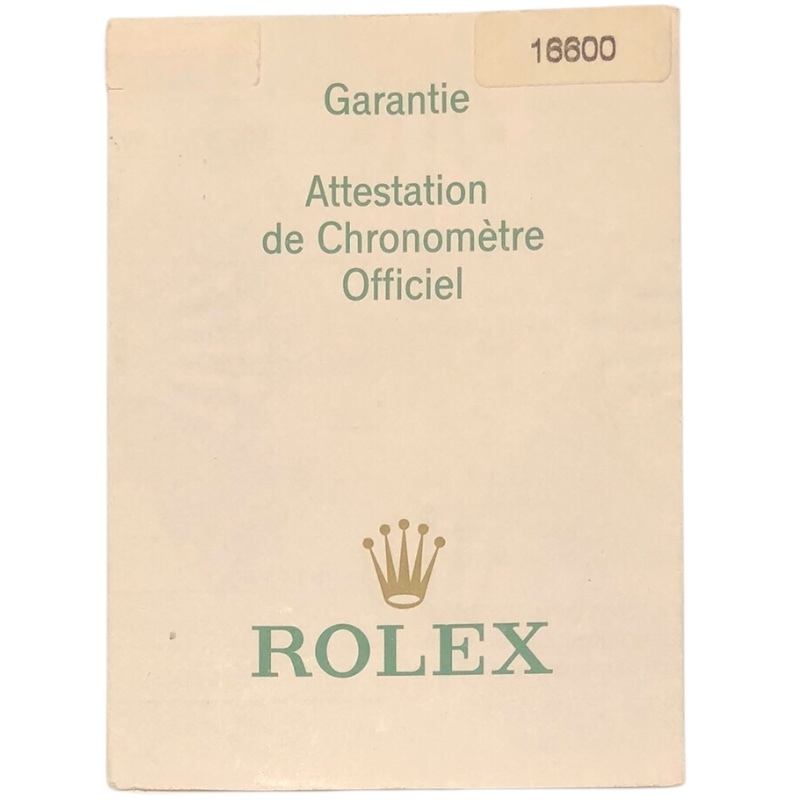 16600
Garantie
Attestation
de Chronomètre
Officiel
ROLEX